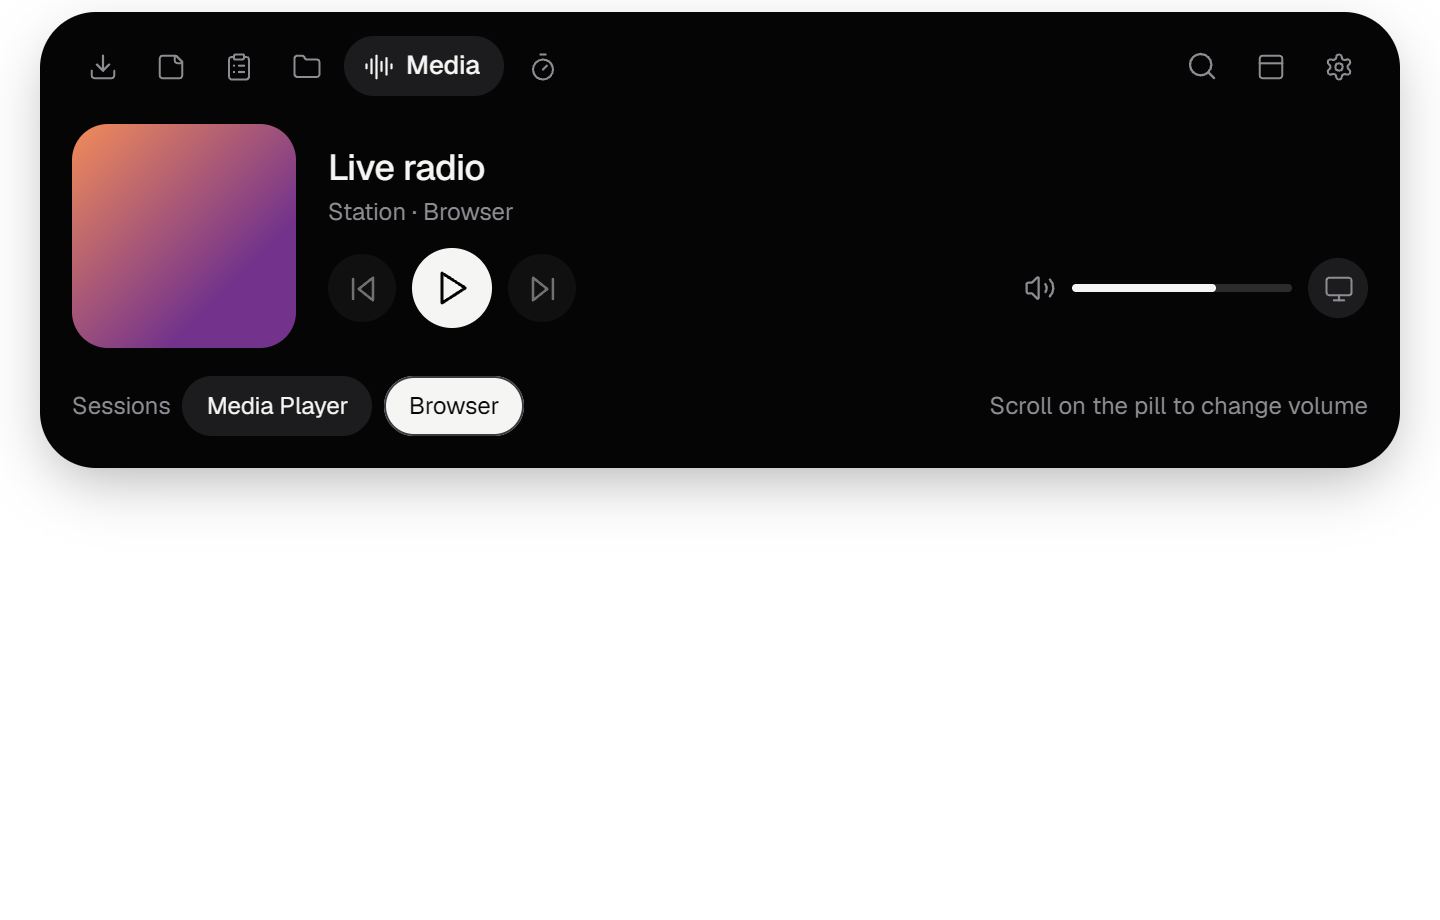 Media
Live radio
Station · Browser
Sessions
Media Player
Browser
Scroll on the pill to change volume